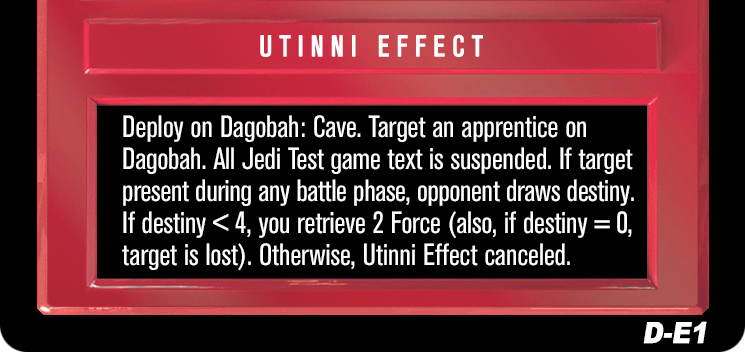 UTINNI EFFECT
Deploy on Dagobah: Cave. Target an apprentice on
Dagobah. All Jedi Test game text is suspended. If target
present during any battle phase, opponent draws destiny.
If destiny < 4, you retrieve 2 Force (also, if destiny = 0,
target is lost). Otherwise, Utinni Effect canceled.
D-E1